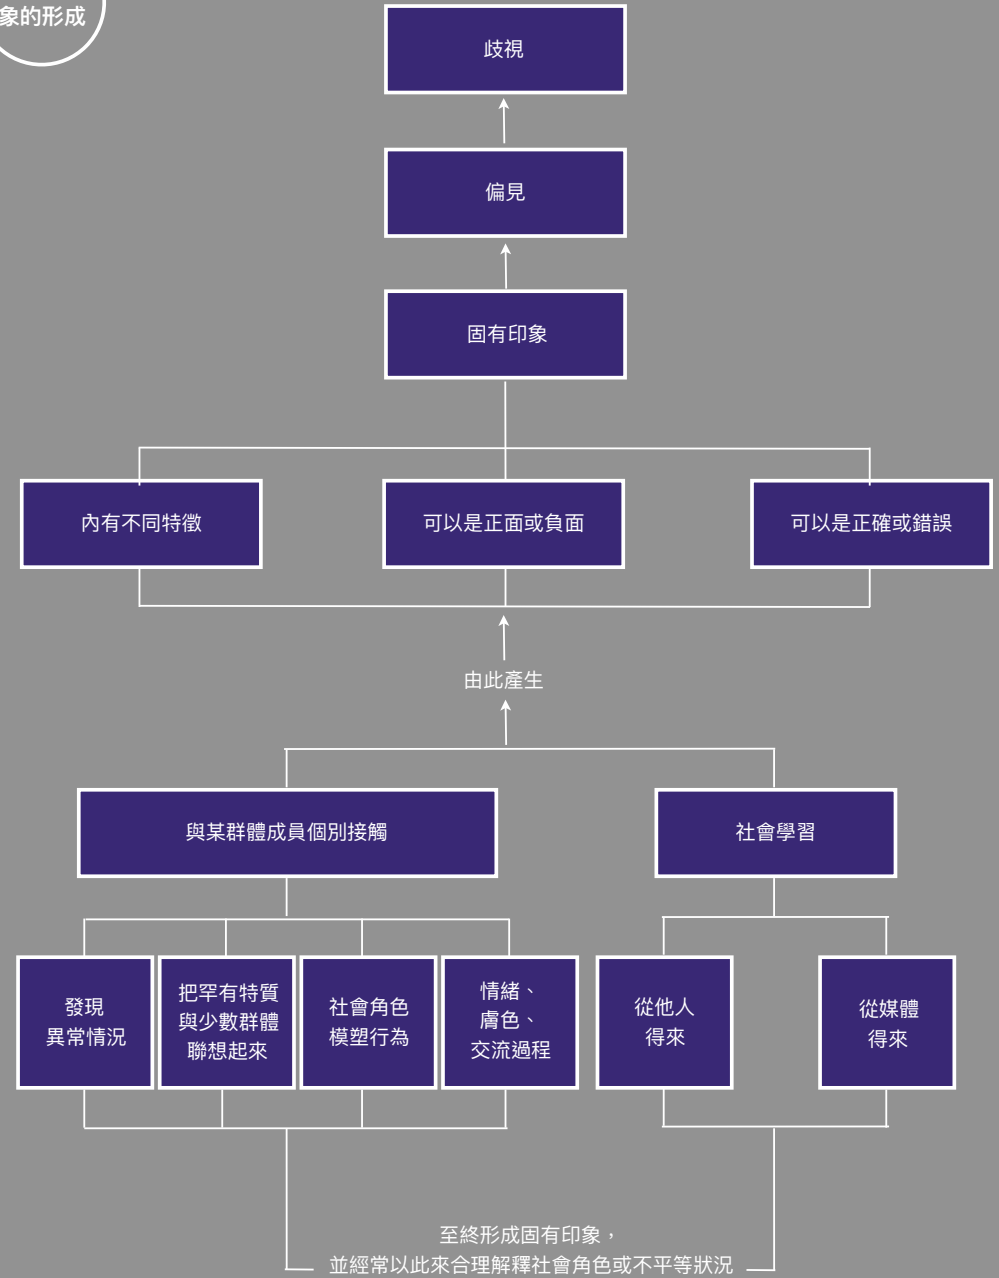 象的形成
歧視
偏見
固有印象
內有不同特徵
可以是正面或負面
可以是正確或錯誤
由此產生
與某群體成員個別接觸
社會學習
發現
異常情況
把罕有特質
與少數群體
聯想起來
社會角色
模塑行為
情緒、
膚色、
交流過程
從他人
得來
從媒體
得來
至終形成固有印象，
並經常以此來合理解釋社會角色或不平等狀況